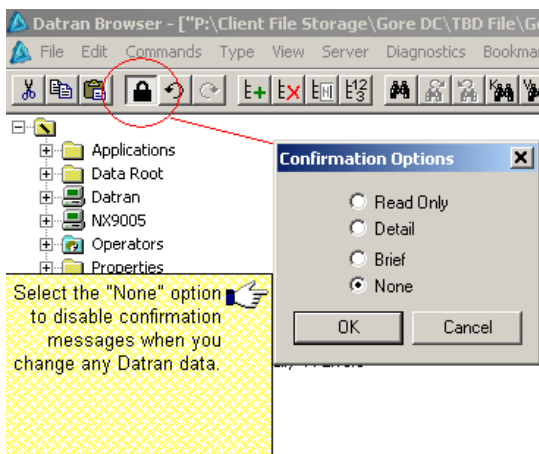 Datran Browser - ["P:\Client File Storage\Gore DC\TBD File\G
File Edit Commands Type View Server Diagnostics Bookma
Applications
Data Root
Datran
NX9005
Operators
Properties
Confirmation Options
Read Only
Detail
Brief
None
OK Cancel
Select the "None" option
to disable confirmation
messages when you
change any Datran data.